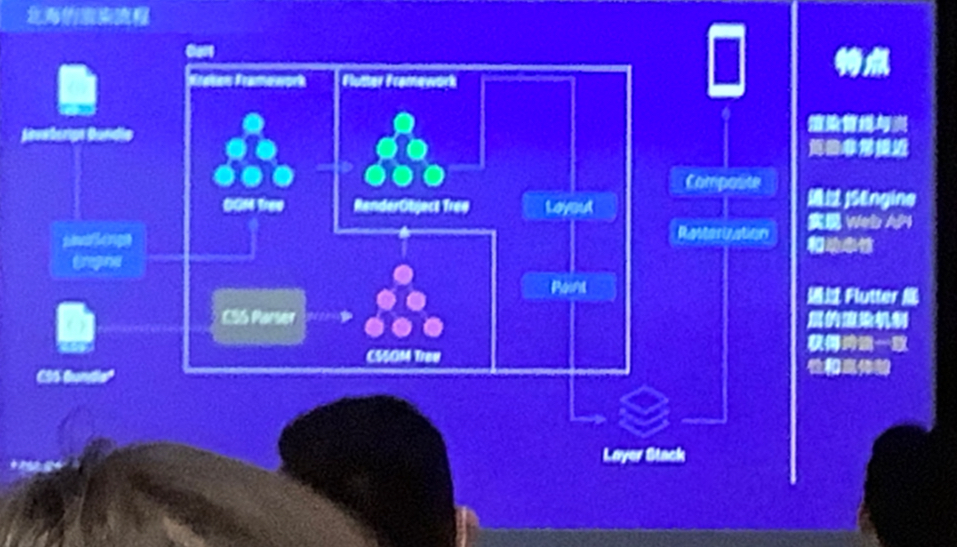 北海的渲染流程
Dart
Kraken Framework
Flutter Framework
JavaScript Bundle
DOM Tree
RenderObject Tree
Layout
Composite
JavaScript
Engine
Rasterization
Paint
CSS Parser
CSSOM Tree
CSS Bundle*
Layer Stack
特点
渲染管线与浏
览器非常接近
通过 JSEngine
实现 Web API
和动态性
通过 Flutter 底
层的渲染机制
获得跨端一致
性和高性能